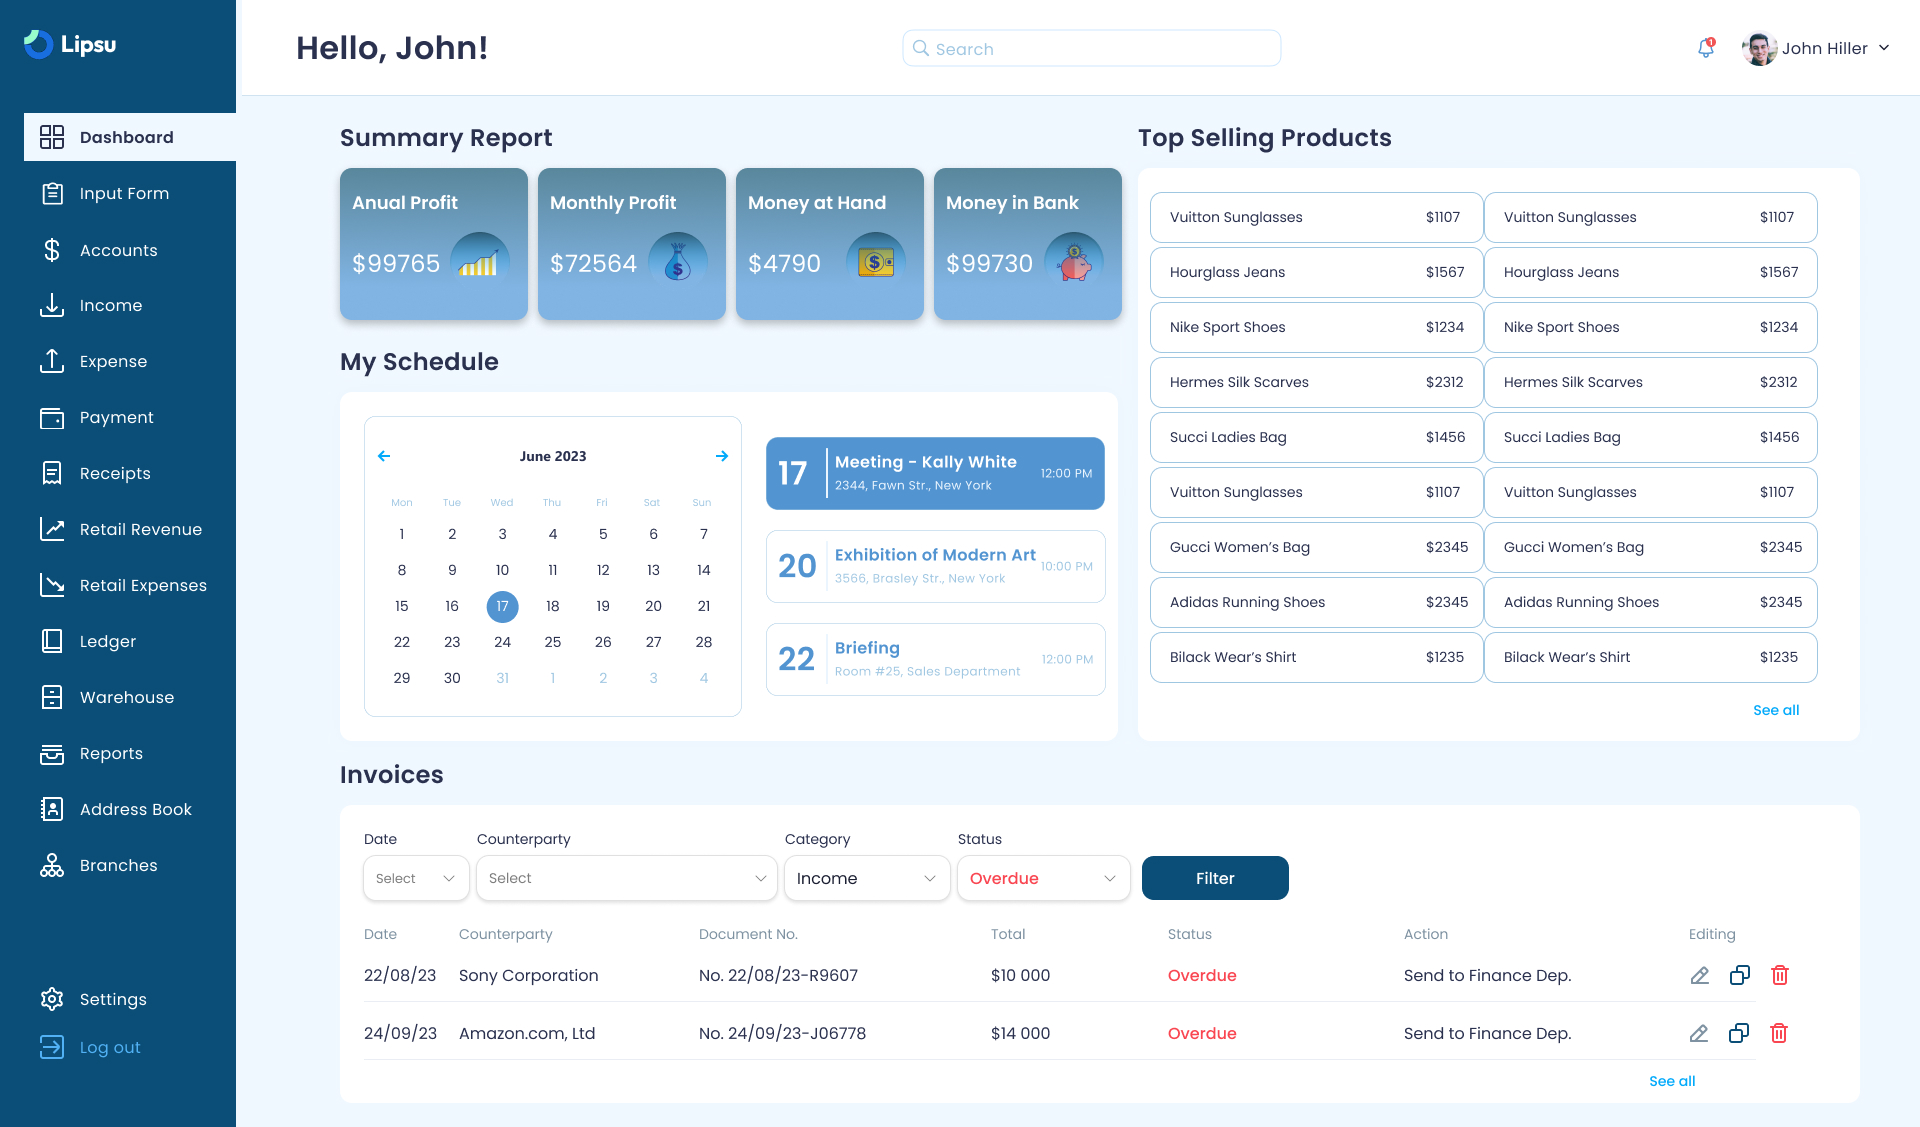 Lipsu
Dashboard
Input Form
Accounts
Income
Expense
Payment
Receipts
Retail Revenue
Retail Expenses
Ledger
Warehouse
Reports
Address Book
Branches
Settings
Log out
Hello, John!
Search
1
John Hiller
Summary Report
Anual Profit
$99765
Monthly Profit
$72564
Money at Hand
$4790
Money in Bank
$99730
My Schedule
June 2023
Mon Tue Wed Thu Fri Sat Sun
1 2 3 4 5 6 7
8 9 10 11 12 13 14
15 16 17 18 19 20 21
22 23 24 25 26 27 28
29 30 31 1 2 3 4
17 Meeting - Kally White 12:00 PM
2344, Fawn Str., New York
20 Exhibition of Modern Art 10:00 PM
3566, Brasley Str., New York
22 Briefing 12:00 PM
Room #25, Sales Department
Top Selling Products
Vuitton Sunglasses $1107 Vuitton Sunglasses $1107
Hourglass Jeans $1567 Hourglass Jeans $1567
Nike Sport Shoes $1234 Nike Sport Shoes $1234
Hermes Silk Scarves $2312 Hermes Silk Scarves $2312
Succi Ladies Bag $1456 Succi Ladies Bag $1456
Vuitton Sunglasses $1107 Vuitton Sunglasses $1107
Gucci Women's Bag $2345 Gucci Women's Bag $2345
Adidas Running Shoes $2345 Adidas Running Shoes $2345
Bilack Wear's Shirt $1235 Bilack Wear's Shirt $1235
See all
Invoices
Date Counterparty Category Status
Select Select Income Overdue Filter
Date Counterparty Document No. Total Status Action Editing
22/08/23 Sony Corporation No. 22/08/23-R9607 $10 000 Overdue Send to Finance Dep.
24/09/23 Amazon.com, Ltd No. 24/09/23-J06778 $14 000 Overdue Send to Finance Dep.
See all